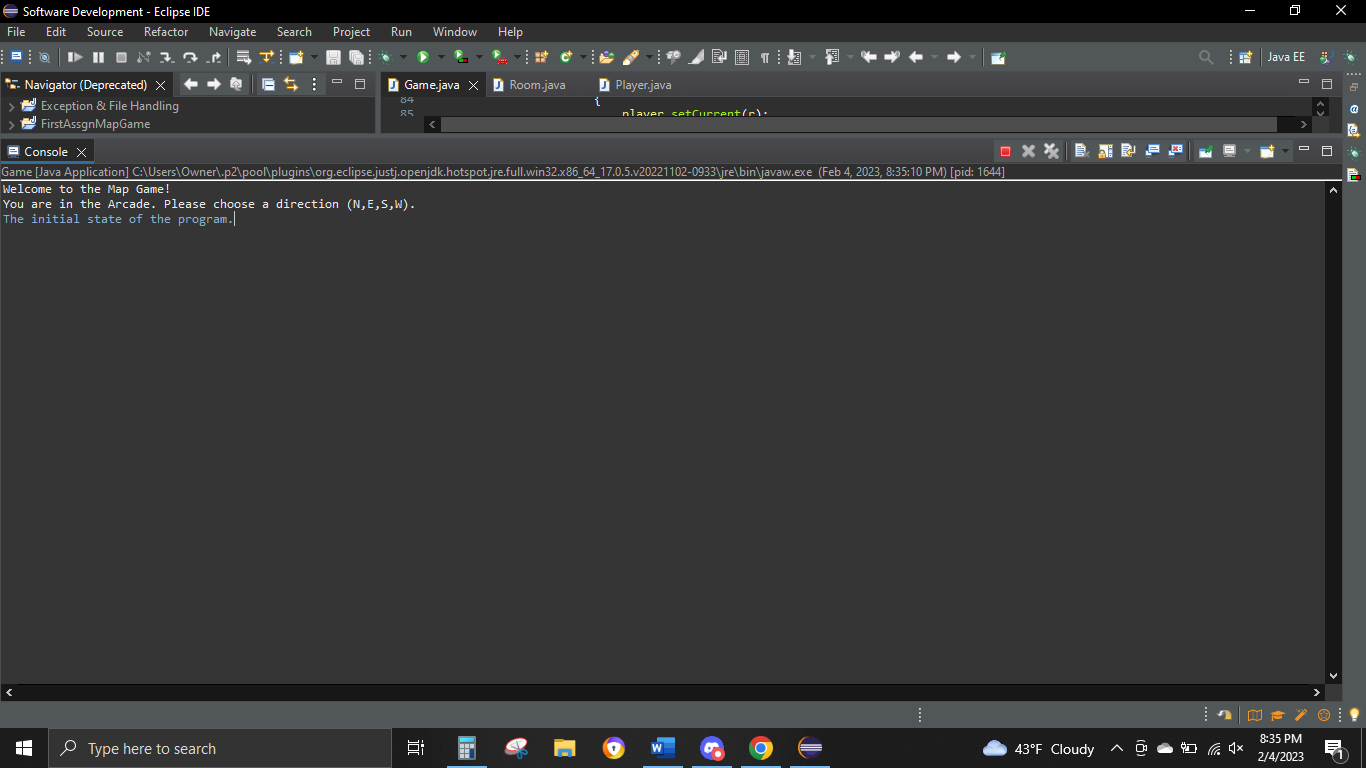 Software Development - Eclipse IDE
File Edit Source Refactor Navigate Search Project Run Window Help
Java EE
Navigator (Deprecated)
Game.java
Room.java
Player.java
Exception & File Handling
FirstAssgnMapGame
84 {
85 player.setCurrent(r);
Console
Game [Java Application] C:\Users\Owner\.p2\pool\plugins\org.eclipse.justj.openjdk.hotspot.jre.full.win32.x86_64_17.0.5.v20221102-0933\jre\bin\javaw.exe (Feb 4, 2023, 8:35:10 PM) [pid: 1644]
Welcome to the Map Game!
You are in the Arcade. Please choose a direction (N,E,S,W).
The initial state of the program.
Type here to search
43°F Cloudy
8:35 PM
2/4/2023
1